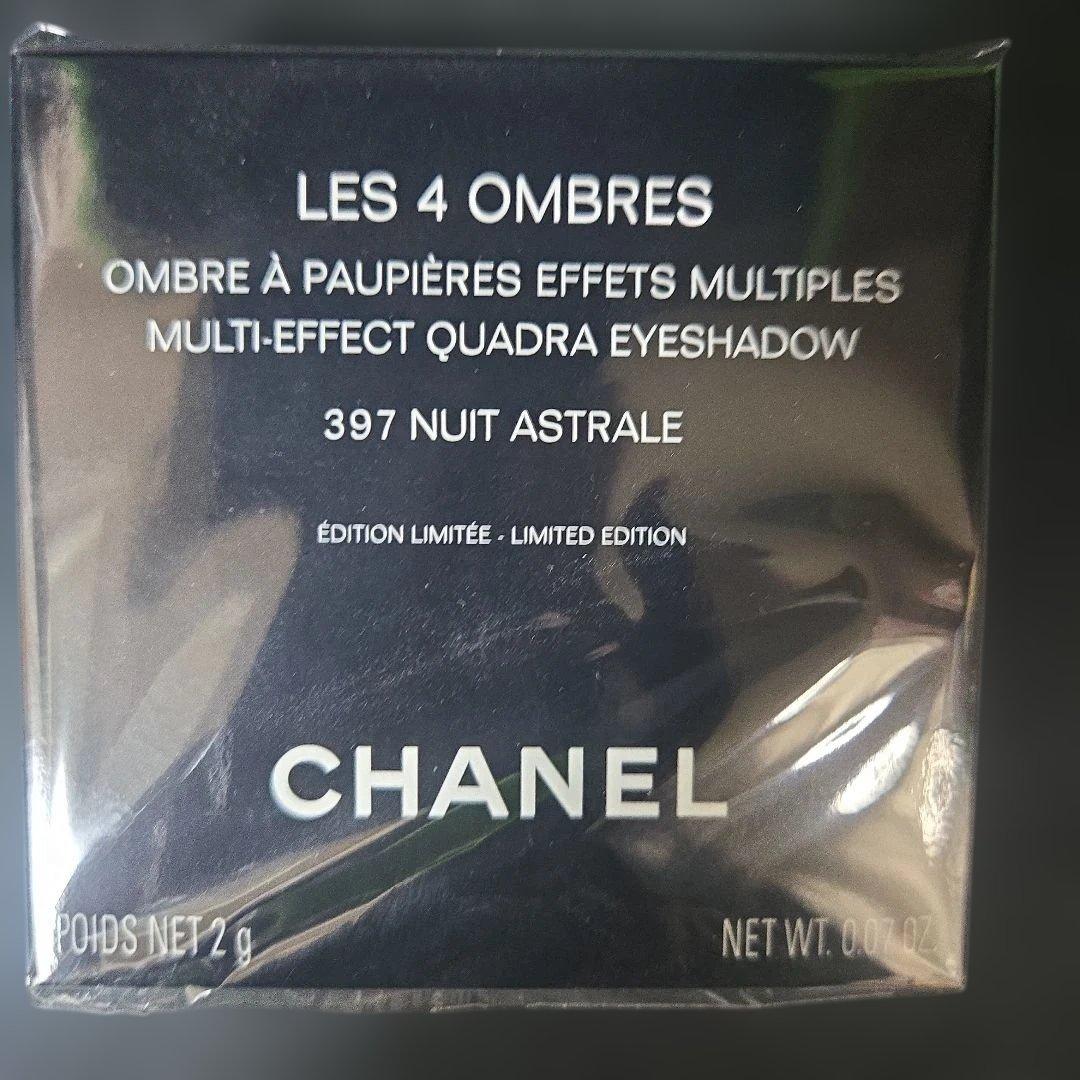 LES 4 OMBRES
OMBRE À PAUPIÈRES EFFETS MULTIPLES
MULTI-EFFECT QUADRA EYESHADOW
397 NUIT ASTRALE
ÉDITION LIMITÉE - LIMITED EDITION
CHANEL
POIDS NET 2 g
NET WT. 0.07 OZ.